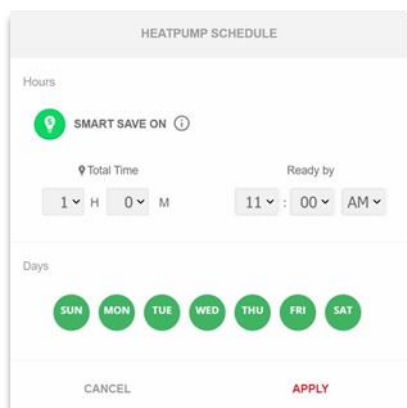 HEATPUMP SCHEDULE
Hours
SMART SAVE ON
Total Time Ready by
1 H 0 M 11 : 00 AM
Days
SUN MON TUE WED THU FRI SAT
CANCEL APPLY